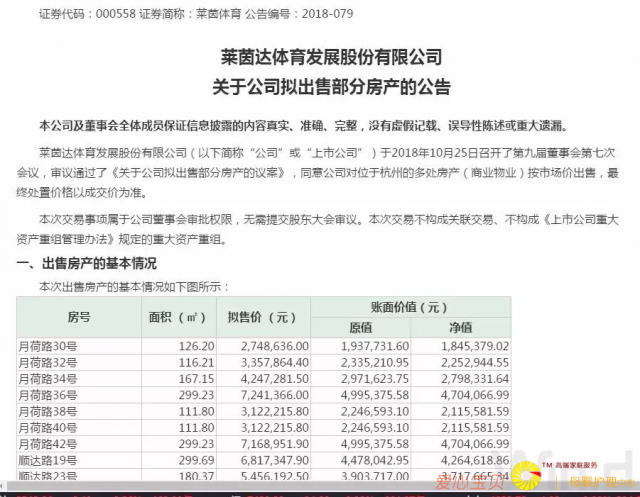 证券代码：000558 证券简称：莱茵体育 公告编号：2018-079
莱茵达体育发展股份有限公司
关于公司拟出售部分房产的公告
本公司及董事会全体成员保证信息披露的内容真实、准确、完整，没有虚假记载、误导性陈述或重大遗漏。
莱茵达体育发展股份有限公司（以下简称“公司”或“上市公司”）于2018年10月25日召开了第九届董事会第七次
会议，审议通过了《关于公司拟出售部分房产的议案》，同意公司对位于杭州的多处房产（商业物业）按市场价出售，最
终处置价格以成交价为准。
本次交易事项属于公司董事会审批权限，无需提交股东大会审议。本次交易不构成关联交易、不构成《上市公司重大
资产重组管理办法》规定的重大资产重组。
一、出售房产的基本情况
本次出售房产的基本情况如下图所示：
房号 面积（㎡） 拟售价（元） 账面价值（元）
原值 净值
月荷路30号 126.20 2,748,636.00 1,937,731.60 1,845,379.02
月荷路32号 116.21 3,357,864.40 2,335,210.95 2,252,944.55
月荷路34号 167.15 4,247,281.50 2,971,623.75 2,798,331.64
月荷路36号 299.23 7,241,366.00 4,995,375.58 4,704,066.99
月荷路38号 111.80 3,122,215.80 2,246,593.10 2,115,581.59
月荷路40号 111.80 3,122,215.80 2,246,593.10 2,115,581.59
月荷路42号 299.23 7,168,951.90 4,995,375.58 4,704,066.99
顺达路19号 299.69 6,817,347.90 4,478,042.95 4,264,618.86
顺达路23号 180.37 5,456,192.50 3,903,717.00 3,717,665.34
TM 高端家庭服务
爱心宝贝
母婴护理